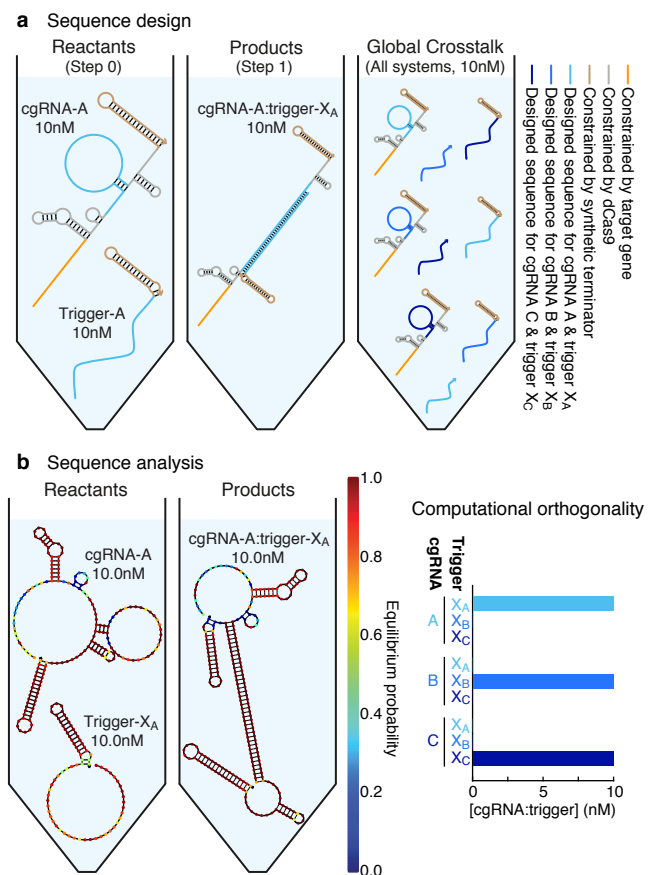 a Sequence design
Reactants
(Step 0)
cgRNA-A
10nM
Trigger-A
10nM
Products
(Step 1)
cgRNA-A:trigger-XA
10nM
Global Crosstalk
(All systems, 10nM)
Constrained by target gene
Constrained by dCas9
Constrained by synthetic terminator
Designed sequence for cgRNA A & trigger XA
Designed sequence for cgRNA B & trigger XB
Designed sequence for cgRNA C & trigger XC
b Sequence analysis
Reactants
cgRNA-A
10.0nM
Trigger-XA
10.0nM
Products
cgRNA-A:trigger-XA
10.0nM
1.0
0.8
0.6
0.4
0.2
0.0
Equilibrium probability
Computational orthogonality
cgRNA
Trigger
A
XA
XB
XC
B
XA
XB
XC
C
XA
XB
XC
0 5 10
[cgRNA:trigger] (nM)